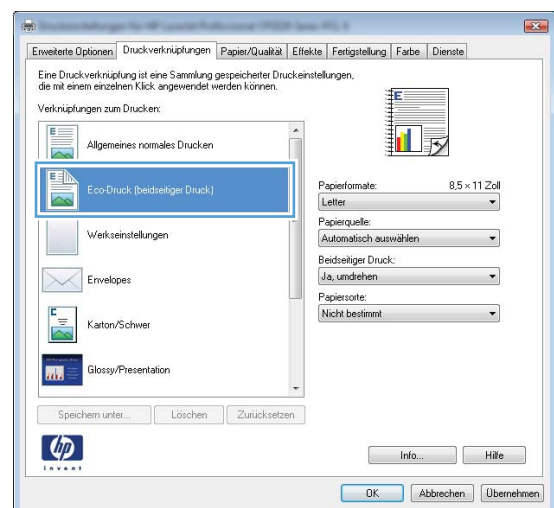 Erweiterte Optionen Druckverknüpfungen Papier/Qualität Effekte Fertigstellung Farbe Dienste
Eine Druckverknüpfung ist eine Sammlung gespeicherter Druckeinstellungen,
die mit einem einzelnen Klick angewendet werden können.
Verknüpfungen zum Drucken:
Allgemeines normales Drucken
Eco-Druck (beidseitiger Druck)
Werkseinstellungen
Envelopes
Karton/Schwer
Glossy/Presentation
Speichern unter... Löschen Zurücksetzen
Papierformate: 8,5 × 11 Zoll
Letter
Papierquelle:
Automatisch auswählen
Beidseitiger Druck:
Ja, umdrehen
Papiersorte:
Nicht bestimmt
hp
invent
Info... Hilfe
OK Abbrechen Übernehmen